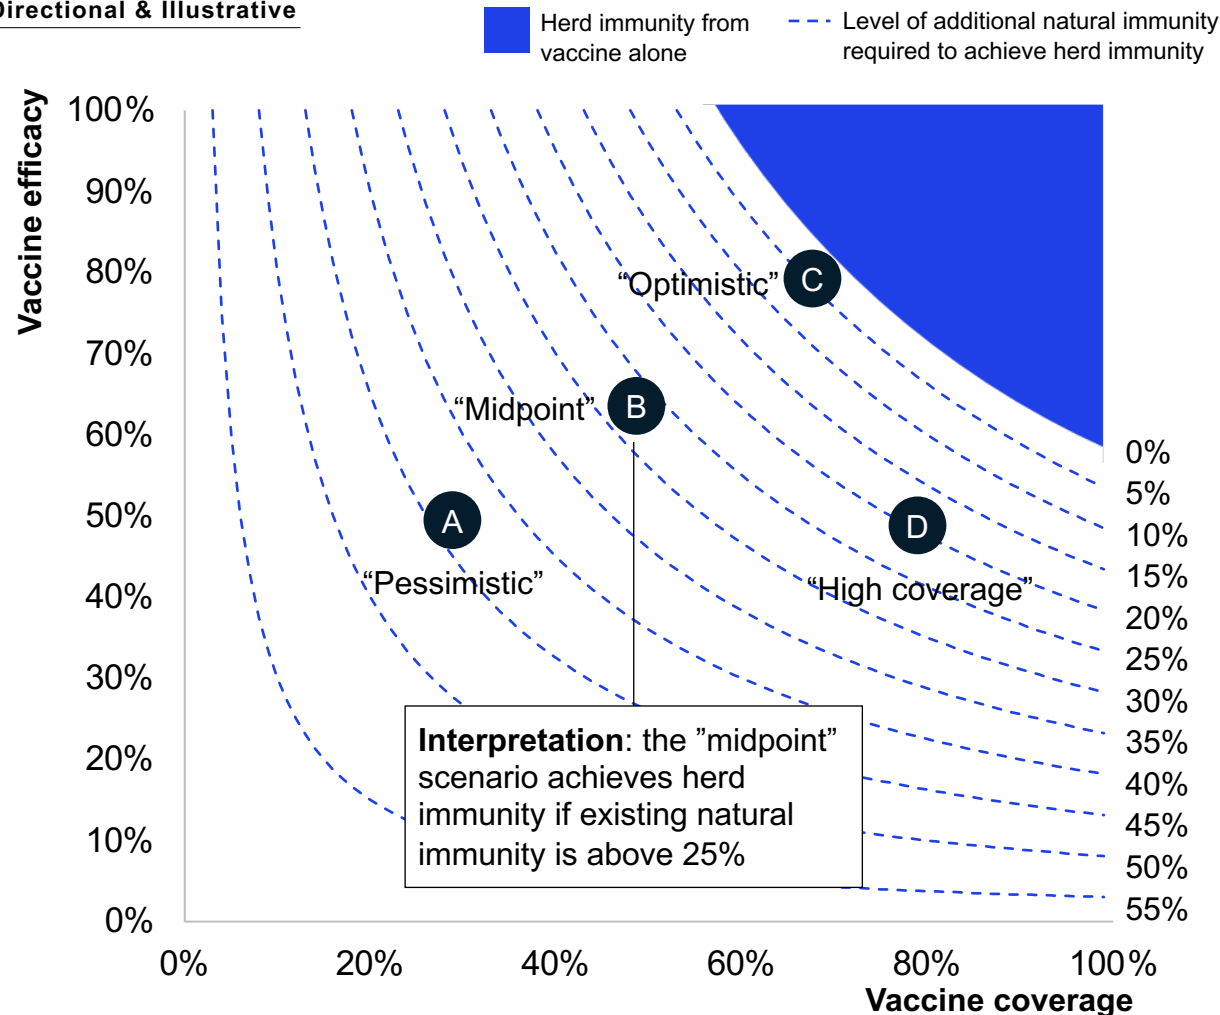 Directional & Illustrative
Herd immunity from
vaccine alone
Level of additional natural immunity
required to achieve herd immunity
Vaccine efficacy
100%
90%
80%
70%
60%
50%
40%
30%
20%
10%
0%
“Optimistic”
C
“Midpoint”
B
A
“Pessimistic”
D
“High coverage”
Interpretation: the ”midpoint”
scenario achieves herd
immunity if existing natural
immunity is above 25%
0%
5%
10%
15%
20%
25%
30%
35%
40%
45%
50%
55%
0%
20%
40%
60%
80%
100%
Vaccine coverage